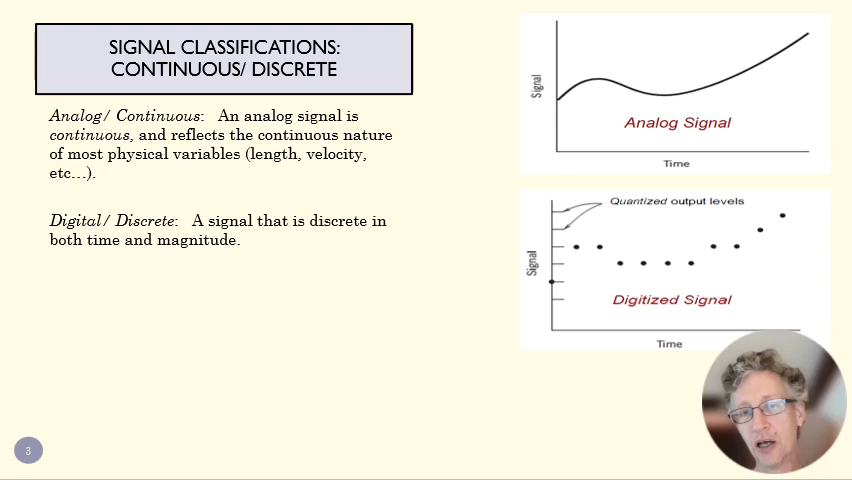 SIGNAL CLASSIFICATIONS:
CONTINUOUS/ DISCRETE
Analog/ Continuous: An analog signal is
continuous, and reflects the continuous nature
of most physical variables (length, velocity,
etc…).
Digital/ Discrete: A signal that is discrete in
both time and magnitude.
Signal
Analog Signal
Time
Quantized output levels
Signal
Digitized Signal
Time
3